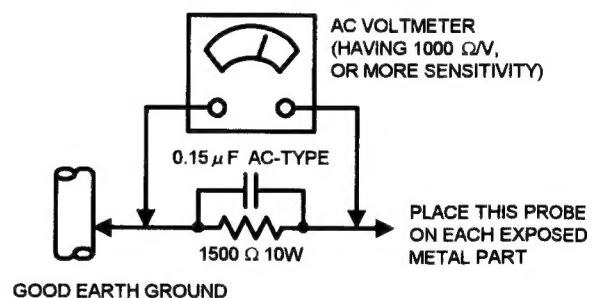 AC VOLTMETER
(HAVING 1000 Ω/V,
OR MORE SENSITIVITY)
0.15 μF AC-TYPE
1500 Ω 10W
PLACE THIS PROBE
ON EACH EXPOSED
METAL PART
GOOD EARTH GROUND